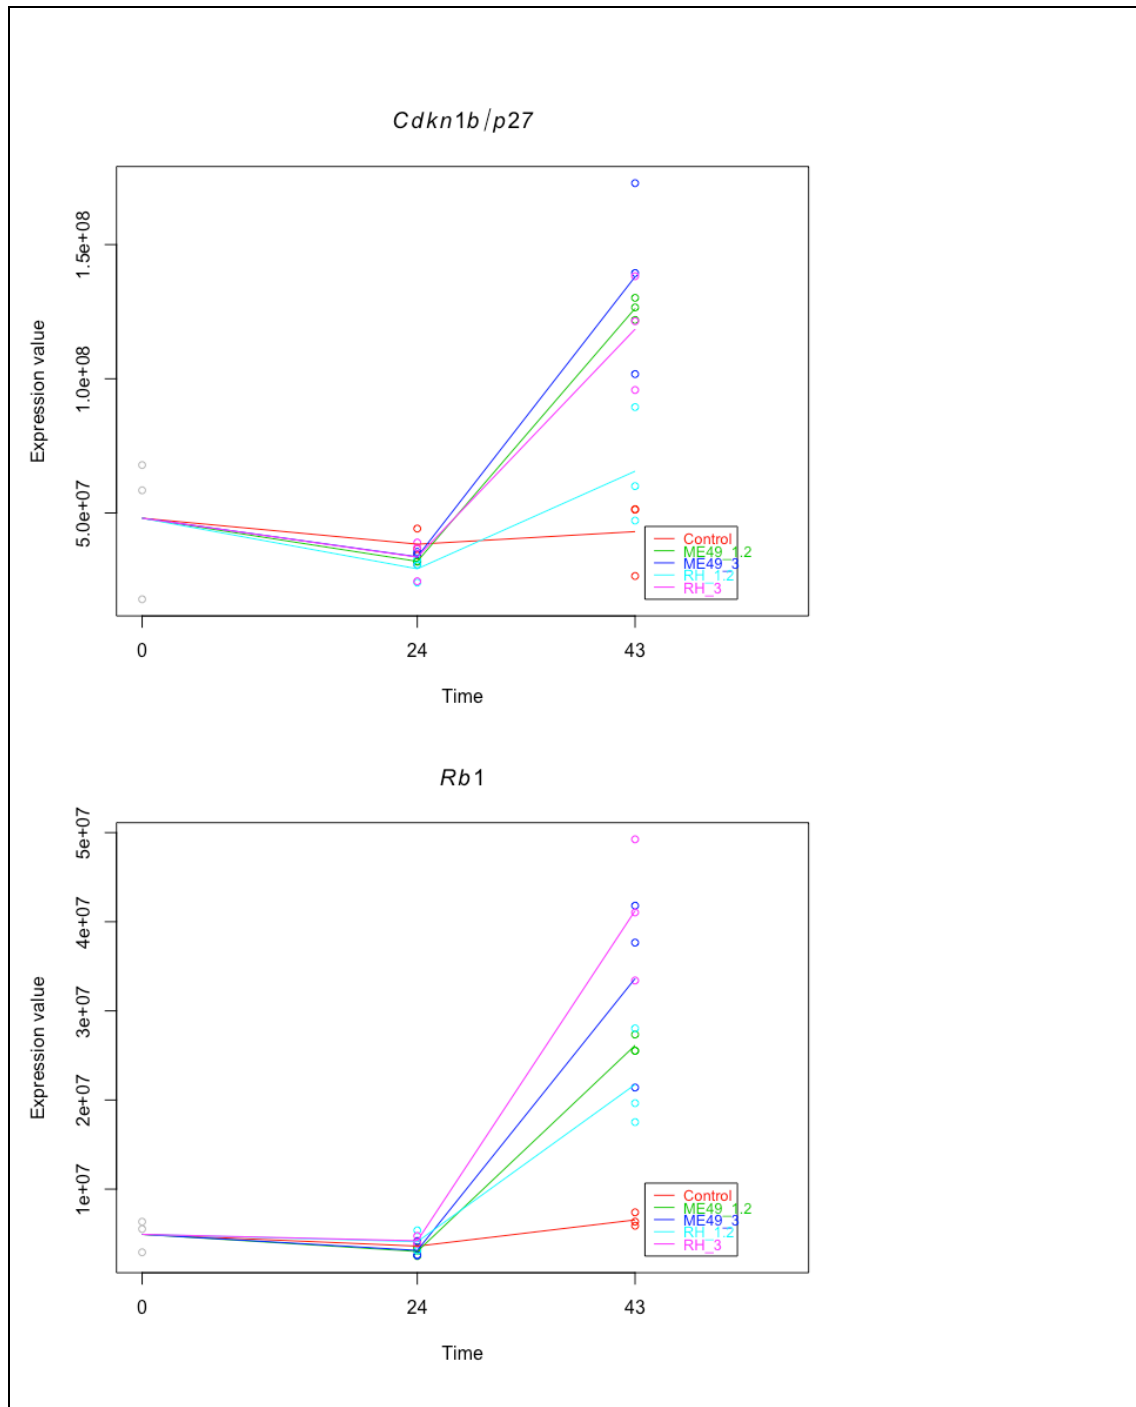 Cdkn1b/p27
Expression value
1.5e+08
1.0e+08
5.0e+07
Control
ME49_1.2
ME49_3
RH_1.2
RH_3
0 24 43
Time
Rb1
Expression value
5e+07
4e+07
3e+07
2e+07
1e+07
Control
ME49_1.2
ME49_3
RH_1.2
RH_3
0 24 43
Time